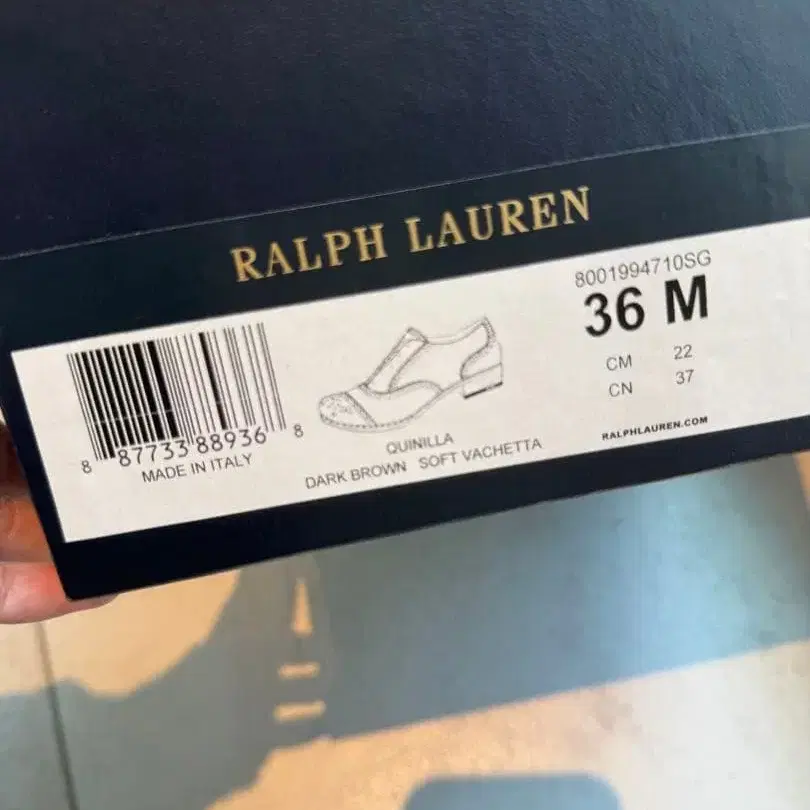 RALPH LAUREN
8001994710SG
36 M
CM 22
CN 37
RALPHLAUREN.COM
8 87733 88936 8
MADE IN ITALY
QUINILLA
DARK BROWN SOFT VACHETTA